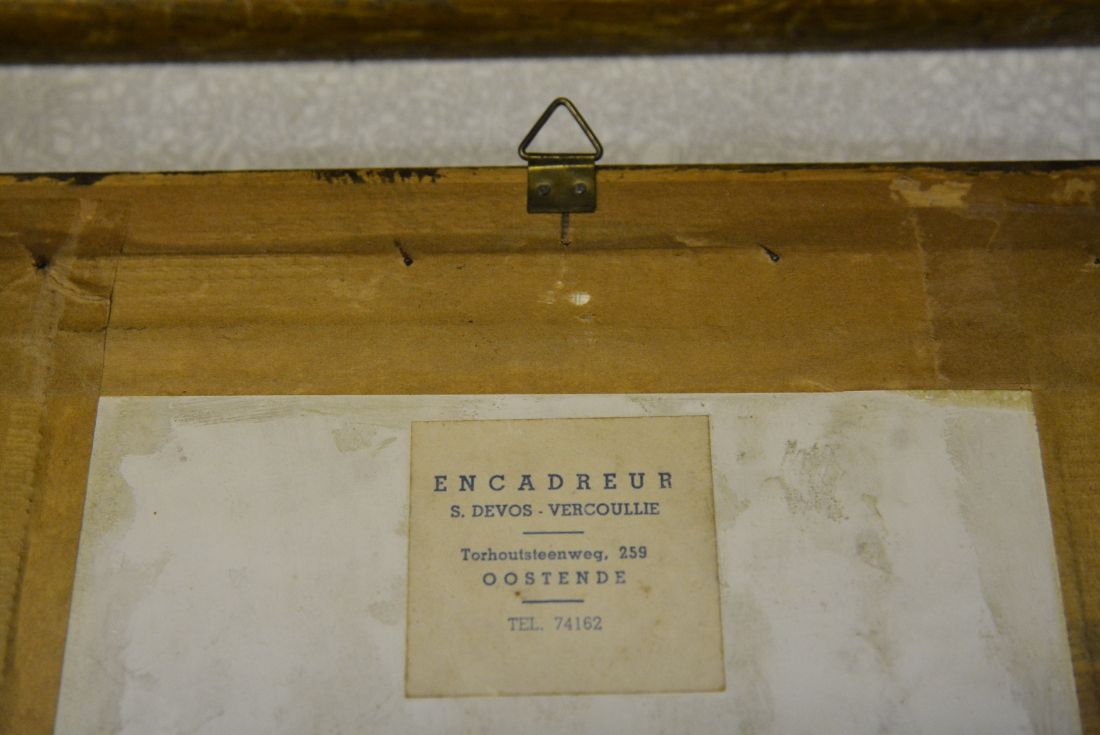 ENCADREUR
S. DEVOS - VERCOULLIE
Torhoutsteenweg, 259
OOSTENDE
TEL. 74162